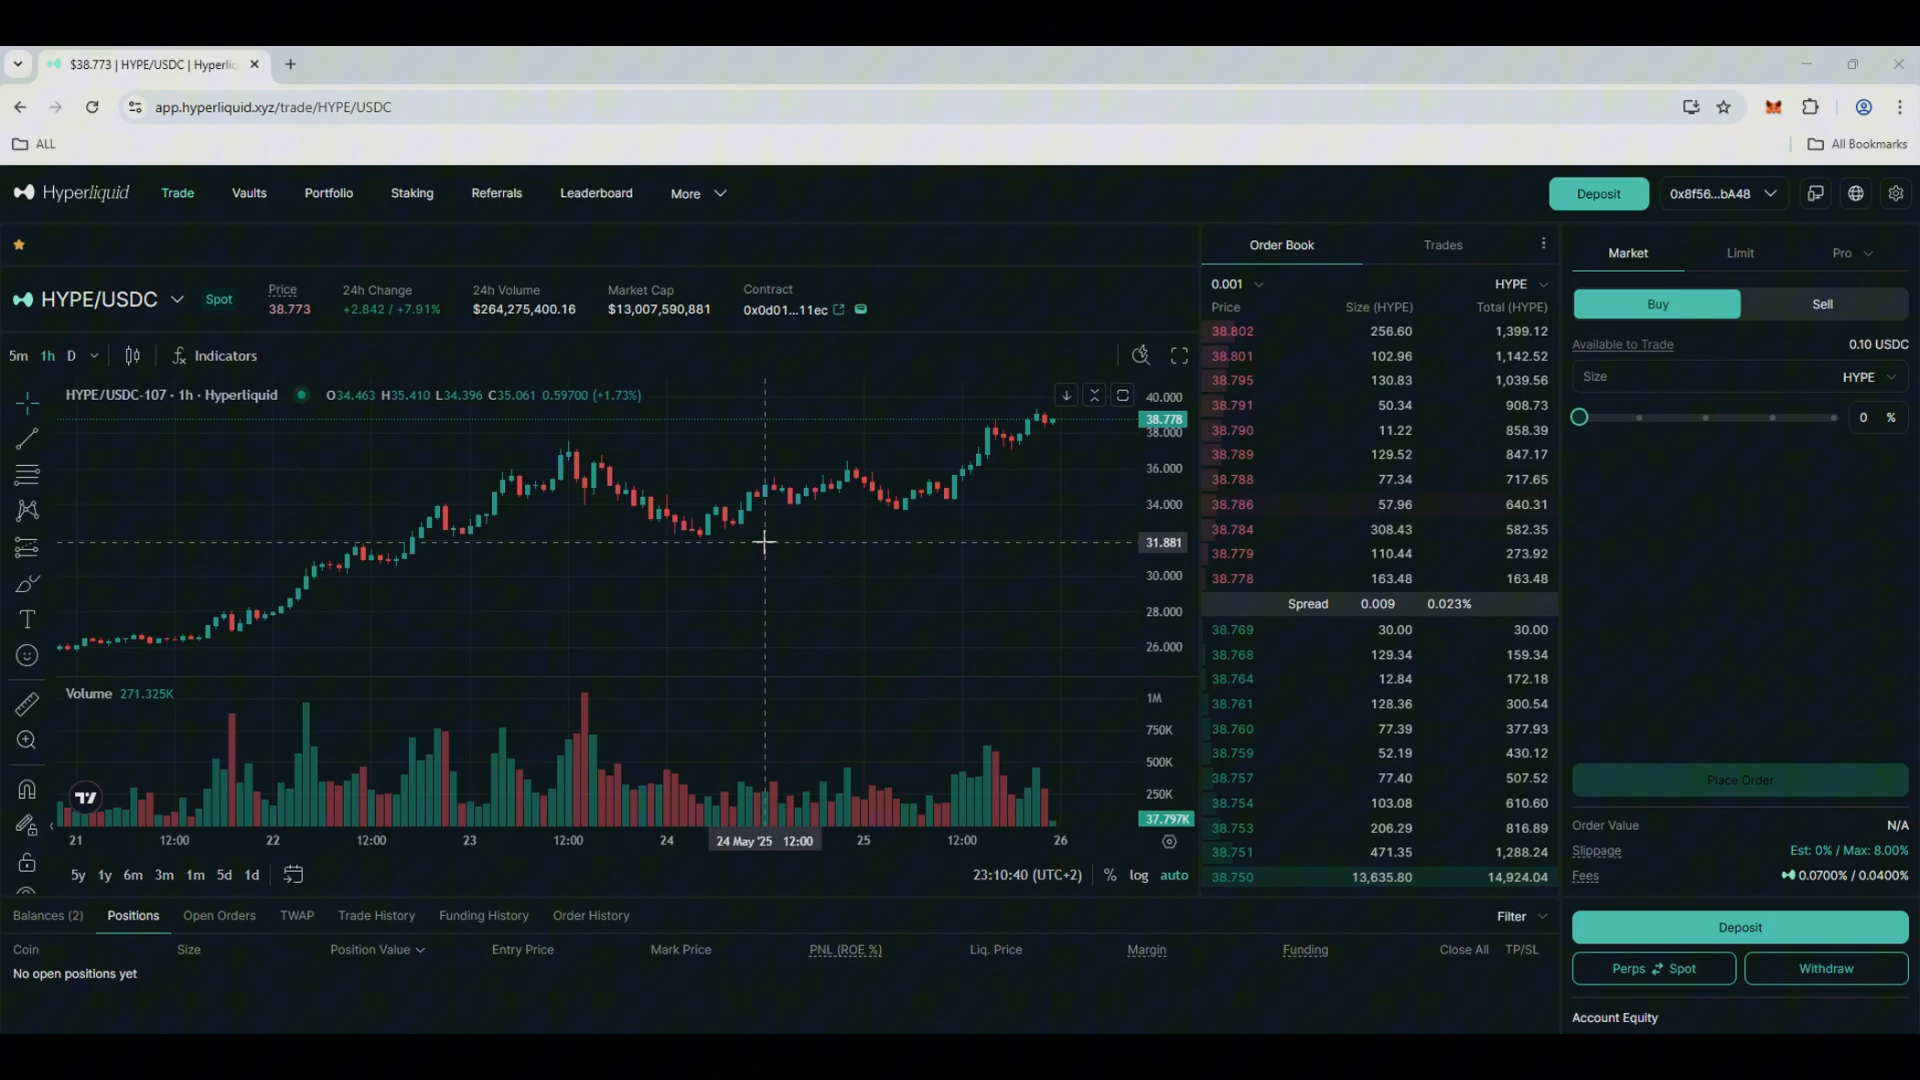 $38.773 | HYPE/USDC | Hyperlic
app.hyperliquid.xyz/trade/HYPE/USDC
ALL
All Bookmarks
Hyperliquid Trade Vaults Portfolio Staking Referrals Leaderboard More Deposit 0x8f56...bA48
HYPE/USDC Spot
Price
38.773
24h Change
+2.842 / +7.91%
24h Volume
$264,275,400.16
Market Cap
$13,007,590,881
Contract
0x0d01...11ec
5m 1h D Indicators
HYPE/USDC-107 · 1h · Hyperliquid O34.463 H35.410 L34.396 C35.061 0.59700 (+1.73%)
40.000
38.778
38.000
36.000
34.000
31.881
30.000
28.000
26.000
Volume 271.325K
1M
750K
500K
250K
37.797K
21 12:00 22 12:00 23 12:00 24 24 May '25 12:00 25 12:00 26
5y 1y 6m 3m 1m 5d 1d 23:10:40 (UTC+2) % log auto
Order Book Trades
0.001 HYPE
Price Size (HYPE) Total (HYPE)
38.802 256.60 1,399.12
38.801 102.96 1,142.52
38.795 130.83 1,039.56
38.791 50.34 908.73
38.790 11.22 858.39
38.789 129.52 847.17
38.788 77.34 717.65
38.786 57.96 640.31
38.784 308.43 582.35
38.779 110.44 273.92
38.778 163.48 163.48
Spread 0.009 0.023%
38.769 30.00 30.00
38.768 129.34 159.34
38.764 12.84 172.18
38.761 128.36 300.54
38.760 77.39 377.93
38.759 52.19 430.12
38.757 77.40 507.52
38.754 103.08 610.60
38.753 206.29 816.89
38.751 471.35 1,288.24
38.750 13,635.80 14,924.04
Market Limit Pro
Buy Sell
Available to Trade 0.10 USDC
Size HYPE
0 %
Place Order
Order Value N/A
Slippage Est: 0% / Max: 8.00%
Fees 0.0700% / 0.0400%
Deposit
Perps Spot Withdraw
Account Equity
Balances (2) Positions Open Orders TWAP Trade History Funding History Order History Filter
Coin Size Position Value Entry Price Mark Price PNL (ROE %) Liq. Price Margin Funding Close All TP/SL
No open positions yet